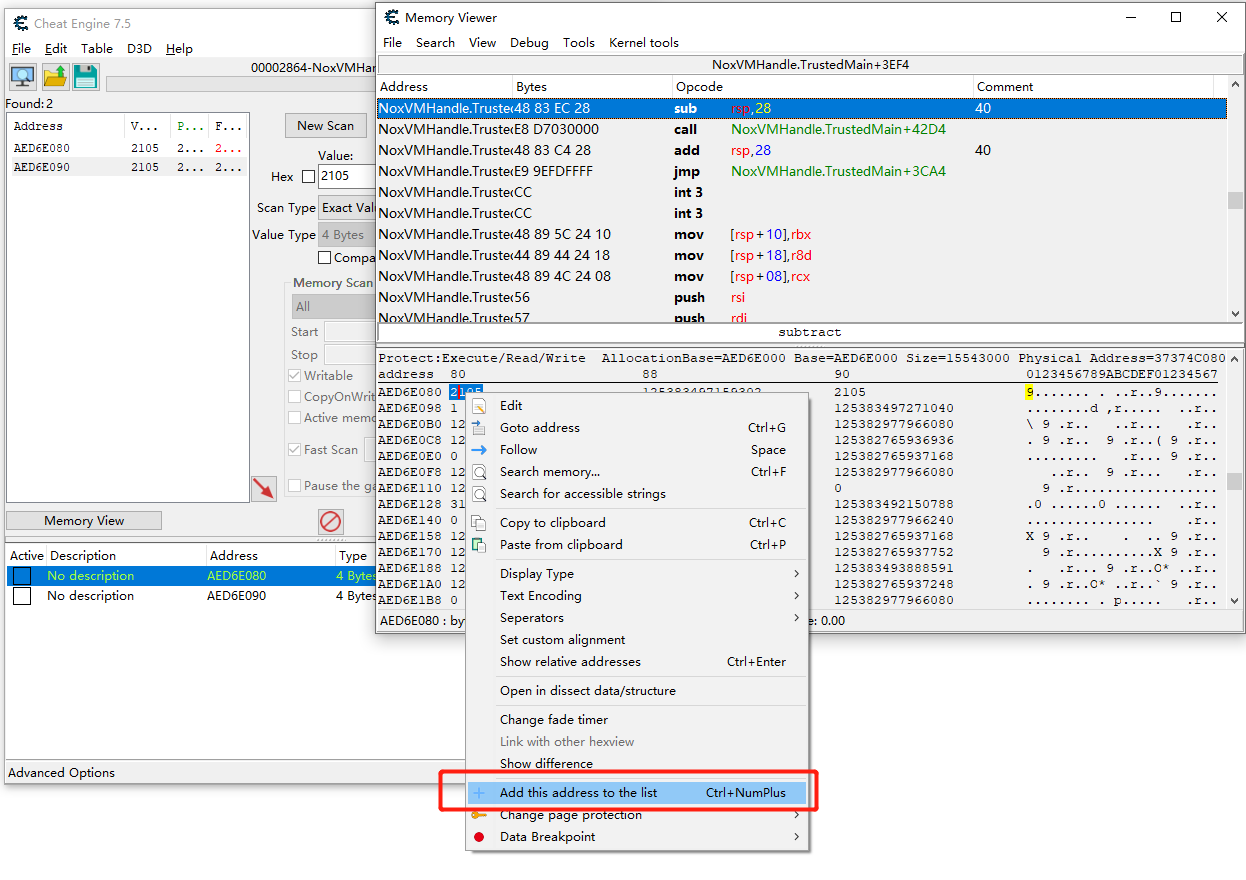 Cheat Engine 7.5
File Edit Table D3D Help
00002864-NoxVMHandl
Found: 2
Address V... P... F...
AED6E080 2105 2... 2...
AED6E090 2105 2... 2...
New Scan
Value:
Hex 2105
Scan Type Exact Valu
Value Type 4 Bytes
Compa
Memory Scan
All
Start
Stop
Writable
CopyOnWrit
Active memo
Fast Scan
Pause the ga
Memory View
Active Description Address Type
No description AED6E080 4 Bytes
No description AED6E090 4 Bytes
Advanced Options
Memory Viewer
File Search View Debug Tools Kernel tools
NoxVMHandle.TrustedMain+3EF4
Address Bytes Opcode Comment
NoxVMHandle.Truste 48 83 EC 28 sub rsp,28 40
NoxVMHandle.Truste E8 D7030000 call NoxVMHandle.TrustedMain+42D4
NoxVMHandle.Truste 48 83 C4 28 add rsp,28 40
NoxVMHandle.Truste E9 9EFDFFFF jmp NoxVMHandle.TrustedMain+3CA4
NoxVMHandle.Truste CC int 3
NoxVMHandle.Truste CC int 3
NoxVMHandle.Truste 48 89 5C 24 10 mov [rsp+10],rbx
NoxVMHandle.Truste 44 89 44 24 18 mov [rsp+18],r8d
NoxVMHandle.Truste 48 89 4C 24 08 mov [rsp+08],rcx
NoxVMHandle.Truste 56 push rsi
NoxVMHandle.Truste 57 push rdi
subtract
Protect:Execute/Read/Write AllocationBase=AED6E000 Base=AED6E000 Size=15543000 Physical Address=37374C080
address 80 88 90 0123456789ABCDEF01234567
AED6E080 2105 125383497159302 2105 9....... . ..r..9.......
AED6E098 1 125383497271040 ........d ,r..... ..r..
AED6E0B0 12 125382977966080 \ 9 .r.. ..r... ..r..
AED6E0C8 12 125382765936936 . 9 .r.. 9 .r..( 9 .r..
AED6E0E0 0 125382765937168 ......... ..r... 9 .r..
AED6E0F8 12 125382977966080 ..r.. 9 .r... ..r..
AED6E110 12 0 9 .r..................
AED6E128 31 125383492150788 .0 ......0 ...... ..r..
AED6E140 0 125382977966240 ........ ........ ..r..
AED6E158 12 125382765937168 X 9 .r.. . .. 9 .r..
AED6E170 12 125382765937752 9 .r..........X 9 .r..
AED6E188 12 125383493888591 . .r... 9 .r..O* ..r..
AED6E1A0 12 125382765937248 . 9 .r..O* ..r..` 9 .r..
AED6E1B8 0 125382977966080 ........ . p..... .r..
AED6E080 : by
e: 0.00
Edit
Goto address Ctrl+G
Follow Space
Search memory... Ctrl+F
Search for accessible strings
Copy to clipboard Ctrl+C
Paste from clipboard Ctrl+P
Display Type
Text Encoding
Seperators
Set custom alignment
Show relative addresses Ctrl+Enter
Open in dissect data/structure
Change fade timer
Link with other hexview
Show difference
Add this address to the list Ctrl+NumPlus
Change page protection
Data Breakpoint